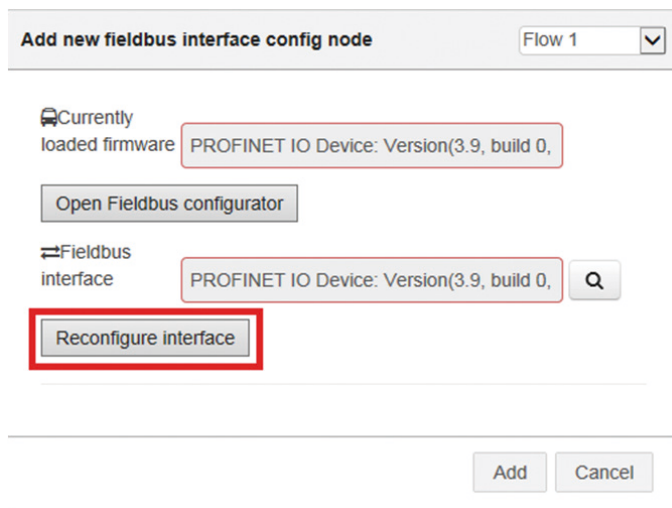 Add new fieldbus interface config node
Flow 1
Currently
loaded firmware
PROFINET IO Device: Version(3.9, build 0,
Open Fieldbus configurator
Fieldbus
interface
PROFINET IO Device: Version(3.9, build 0,
Reconfigure interface
Add
Cancel